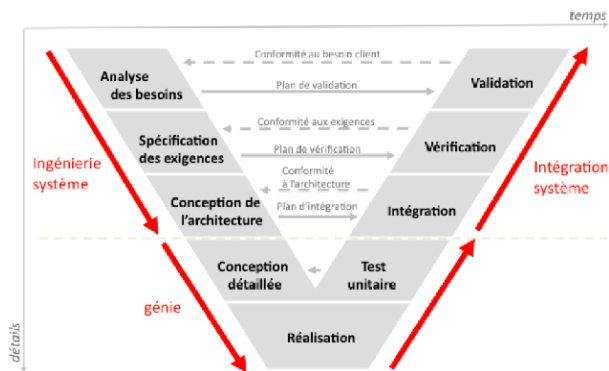 temps
Conformité au besoin client
Analyse
des besoins
Plan de validation
Validation
Conformité aux exigences
Spécification
des exigences
Plan de vérification
Vérification
Ingénierie
système
Conformité
à l'architecture
Intégration
système
Conception de
l'architecture
Plan d'intégration
Intégration
Conception
détaillée
Test
unitaire
génie
Réalisation
détails